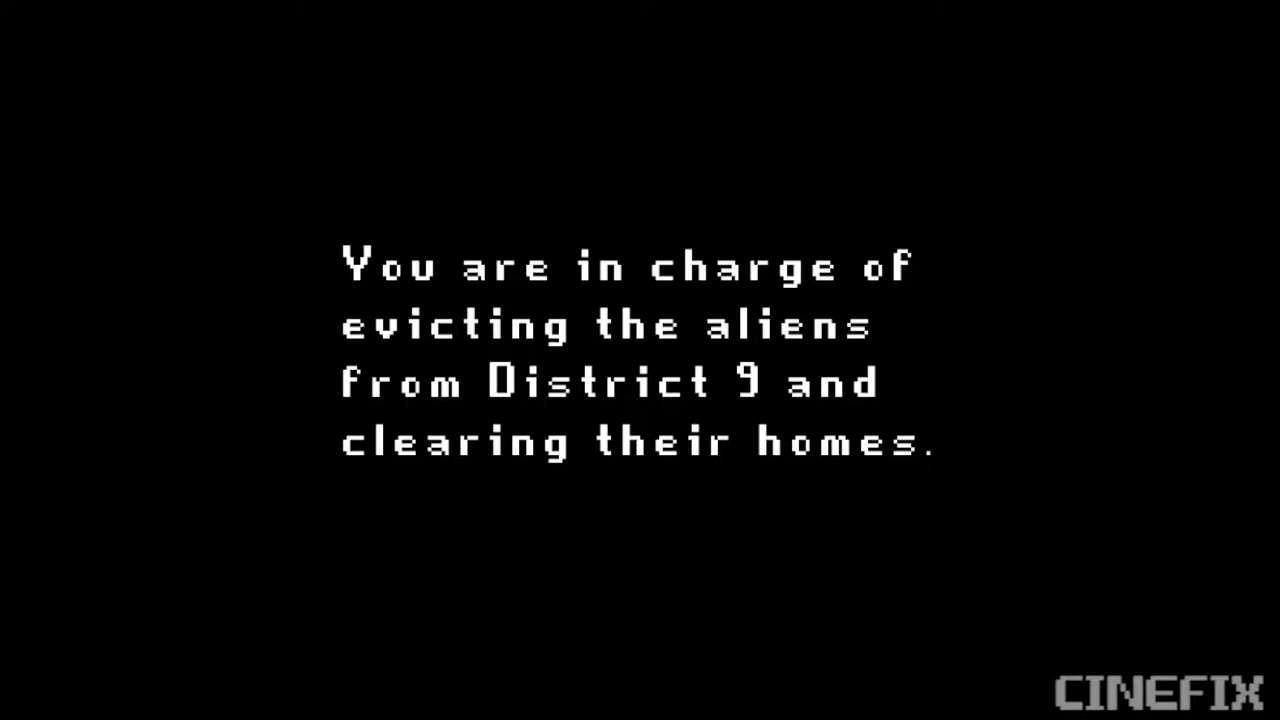 You are in charge of
evicting the aliens
from District 9 and
clearing their homes.
CINEFIX